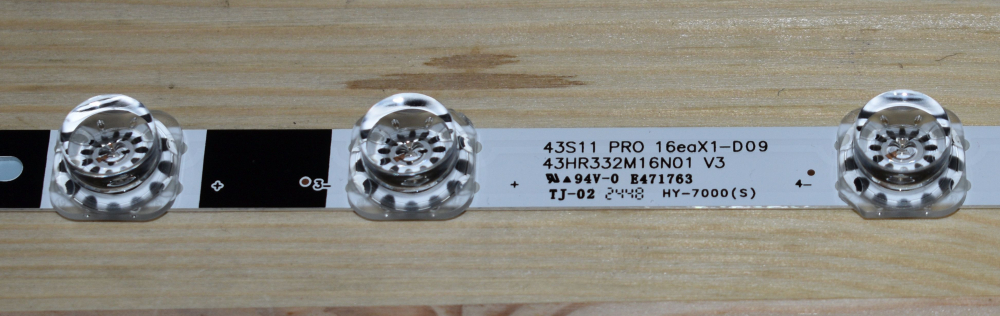 43S11 PRO 16eaX1-D09
43HR332M16N01 V3
94V-0 E471763
TJ-02 2448 HY-7000(S)
+ 3-
+ 4-